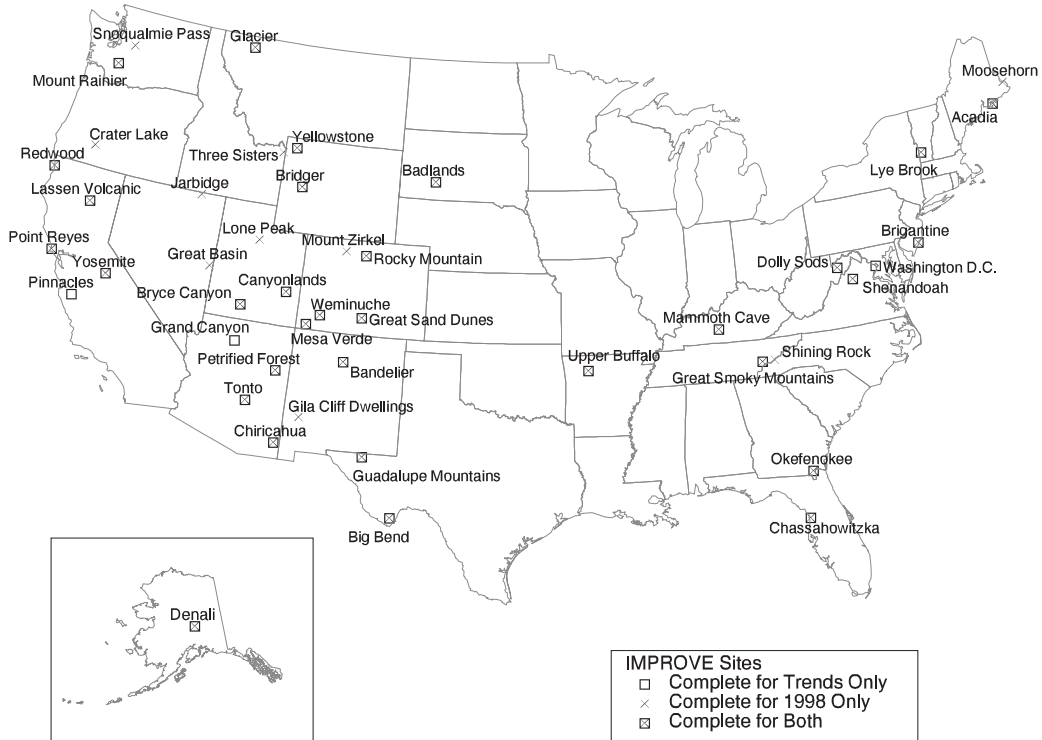 Snoqualmie Pass
Glacier
Mount Rainier
Moosehorn
Acadia
Crater Lake
Yellowstone
Redwood
Three Sisters
Lye Brook
Lassen Volcanic
Jarbidge
Bridger
Badlands
Point Reyes
Lone Peak
Mount Zirkel
Brigantine
Yosemite
Great Basin
Rocky Mountain
Dolly Sods
Washington D.C.
Pinnacles
Bryce Canyon
Canyonlands
Shenandoah
Weminuche
Great Sand Dunes
Mammoth Cave
Grand Canyon
Mesa Verde
Petrified Forest
Bandelier
Upper Buffalo
Shining Rock
Great Smoky Mountains
Tonto
Gila Cliff Dwellings
Chiricahua
Guadalupe Mountains
Okefenokee
Big Bend
Chassahowitzka
Denali
IMPROVE Sites
Complete for Trends Only
Complete for 1998 Only
Complete for Both